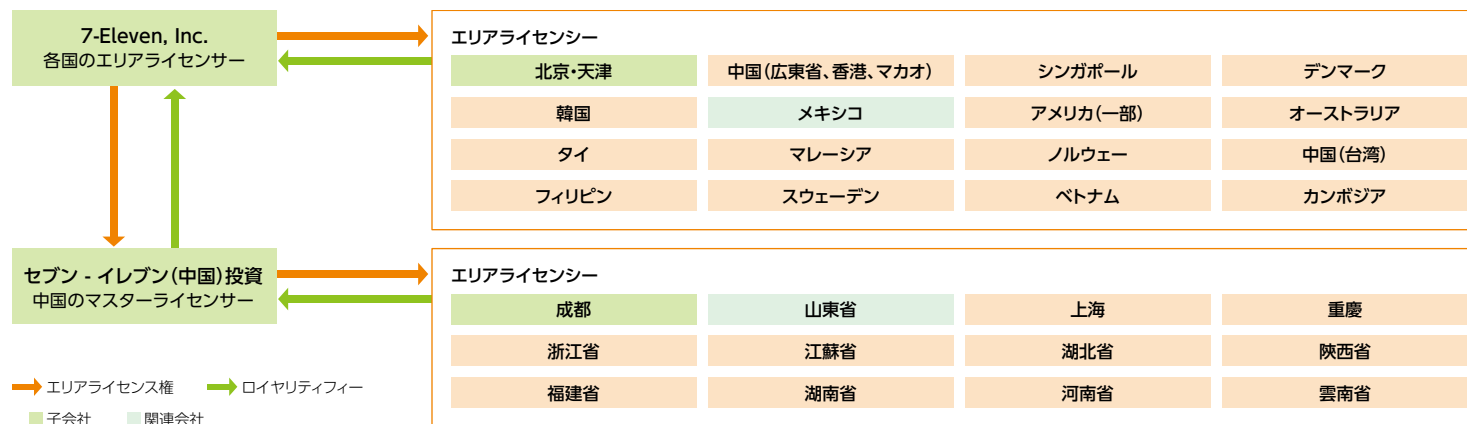 7-Eleven, Inc.
各国のエリアライセンサー
エリアライセンシー
北京・天津
中国(広東省、香港、マカオ)
シンガポール
デンマーク
韓国
メキシコ
アメリカ(一部)
オーストラリア
タイ
マレーシア
ノルウェー
中国(台湾)
フィリピン
スウェーデン
ベトナム
カンボジア
セブン - イレブン(中国)投資
中国のマスターライセンサー
エリアライセンシー
成都
山東省
上海
重慶
浙江省
江蘇省
湖北省
陝西省
福建省
湖南省
河南省
雲南省
エリアライセンス権
ロイヤリティフィー
子会社
関連会社